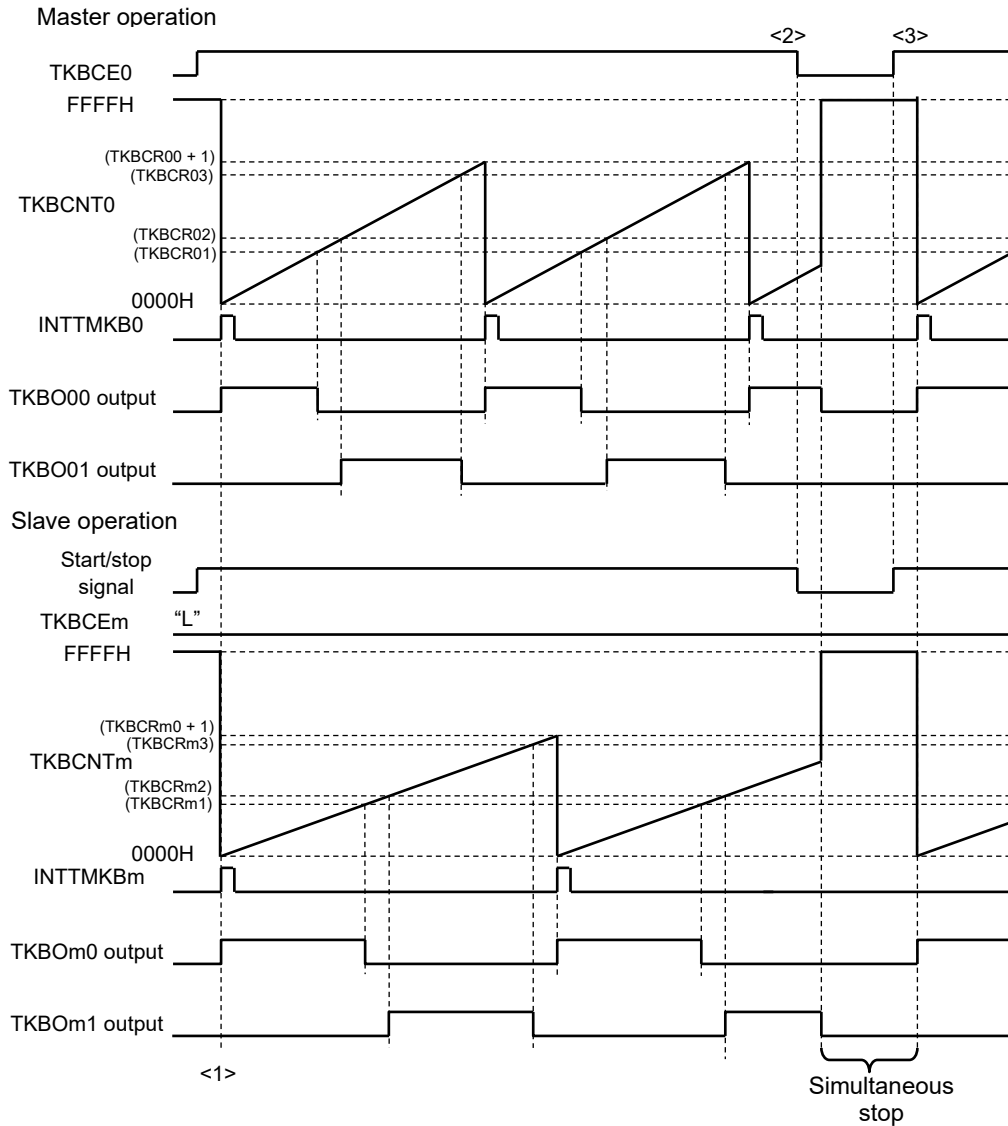 Master operation
<2>
<3>
TKBCE0
FFFFH
(TKBCR00 + 1)
(TKBCR03)
TKBCNT0
(TKBCR02)
(TKBCR01)
0000H
INTTMKB0
TKBO00 output
TKBO01 output
Slave operation
Start/stop
signal
TKBCEm
“L”
FFFFH
(TKBCRm0 + 1)
(TKBCRm3)
TKBCNTm
(TKBCRm2)
(TKBCRm1)
0000H
INTTMKBm
TKBOm0 output
TKBOm1 output
<1>
Simultaneous
stop